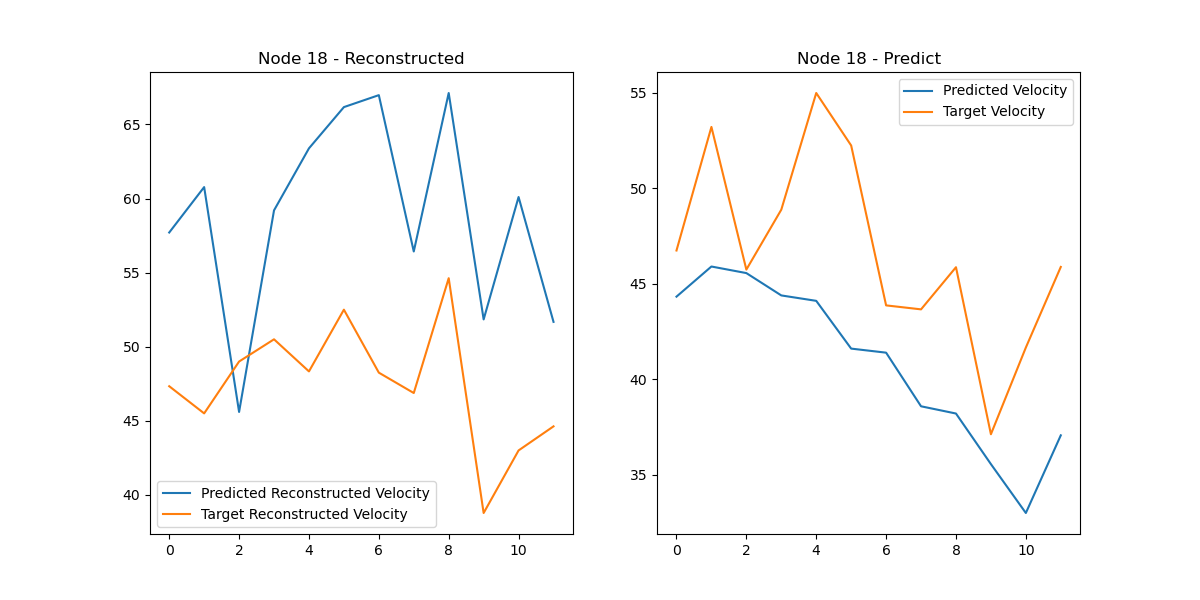 Node 18 - Reconstructed
65
60
55
50
45
40
0 2 4 6 8 10
Predicted Reconstructed Velocity
Target Reconstructed Velocity
Node 18 - Predict
55
50
45
40
35
0 2 4 6 8 10
Predicted Velocity
Target Velocity